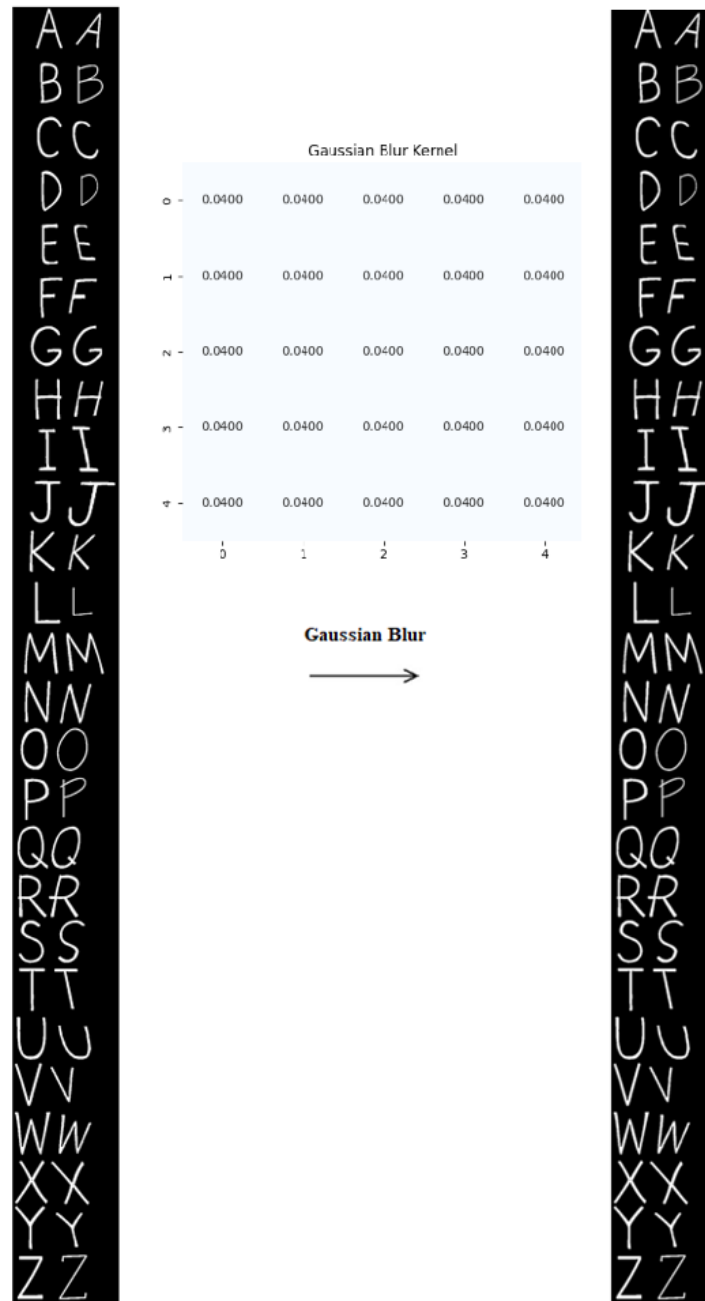 A A
B B
C C
D D
E E
F F
G G
H H
I I
J J
K K
L L
M M
N N
O O
P P
Q Q
R R
S S
T T
U U
V V
W W
X X
Y Y
Z Z
Gaussian Blur Kernel
0 0.0400 0.0400 0.0400 0.0400 0.0400
1 0.0400 0.0400 0.0400 0.0400 0.0400
2 0.0400 0.0400 0.0400 0.0400 0.0400
3 0.0400 0.0400 0.0400 0.0400 0.0400
4 0.0400 0.0400 0.0400 0.0400 0.0400
0 1 2 3 4
Gaussian Blur
A A
B B
C C
D D
E E
F F
G G
H H
I I
J J
K K
L L
M M
N N
O O
P P
Q Q
R R
S S
T T
U U
V V
W W
X X
Y Y
Z Z